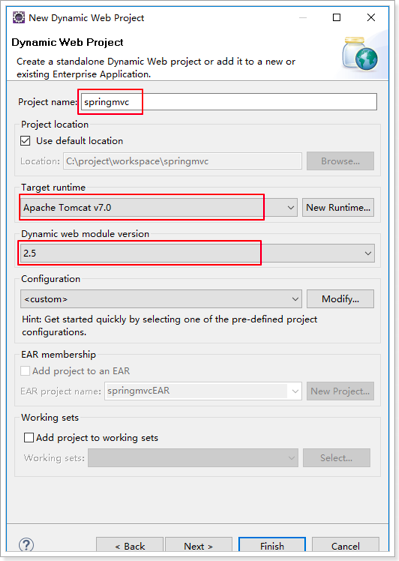 New Dynamic Web Project
Dynamic Web Project
Create a standalone Dynamic Web project or add it to a new or
existing Enterprise Application.
Project name: springmvc
Project location
Use default location
Location: C:\project\workspace\springmvc Browse...
Target runtime
Apache Tomcat v7.0 New Runtime...
Dynamic web module version
2.5
Configuration
<custom> Modify...
Hint: Get started quickly by selecting one of the pre-defined project
configurations.
EAR membership
Add project to an EAR
EAR project name: springmvcEAR New Project...
Working sets
Add project to working sets
Working sets: Select...
? < Back Next > Finish Cancel